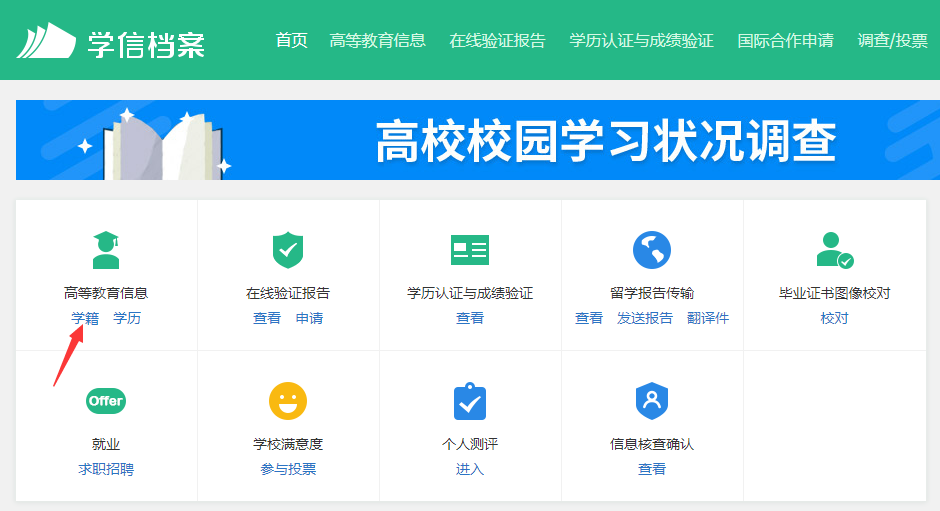 学信档案 首页 高等教育信息 在线验证报告 学历认证与成绩验证 国际合作申请 调查/投票
高校校园学习状况调查
高等教育信息 在线验证报告 学历认证与成绩验证 留学报告传输 毕业证书图像校对
学籍 学历 查看 申请 查看 查看 发送报告 翻译件 校对
Offer
就业 学校满意度 个人测评 信息核查确认
求职招聘 参与投票 进入 查看